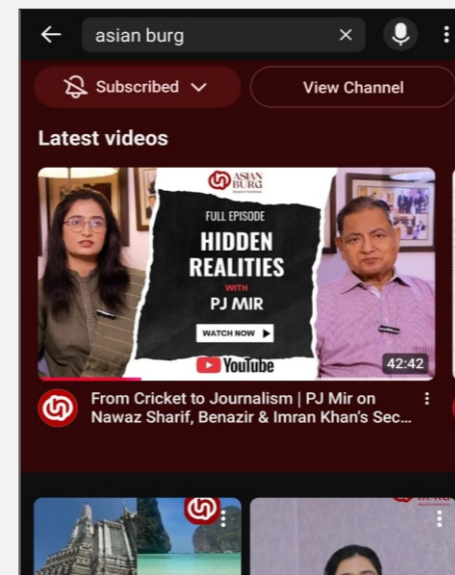 asian burg
Subscribed
View Channel
Latest videos
ASIAN
BURG
FULL EPISODE
HIDDEN
REALITIES
WITH
PJ MIR
WATCH NOW
YouTube
42:42
From Cricket to Journalism | PJ Mir on
Nawaz Sharif, Benazir & Imran Khan's Sec...